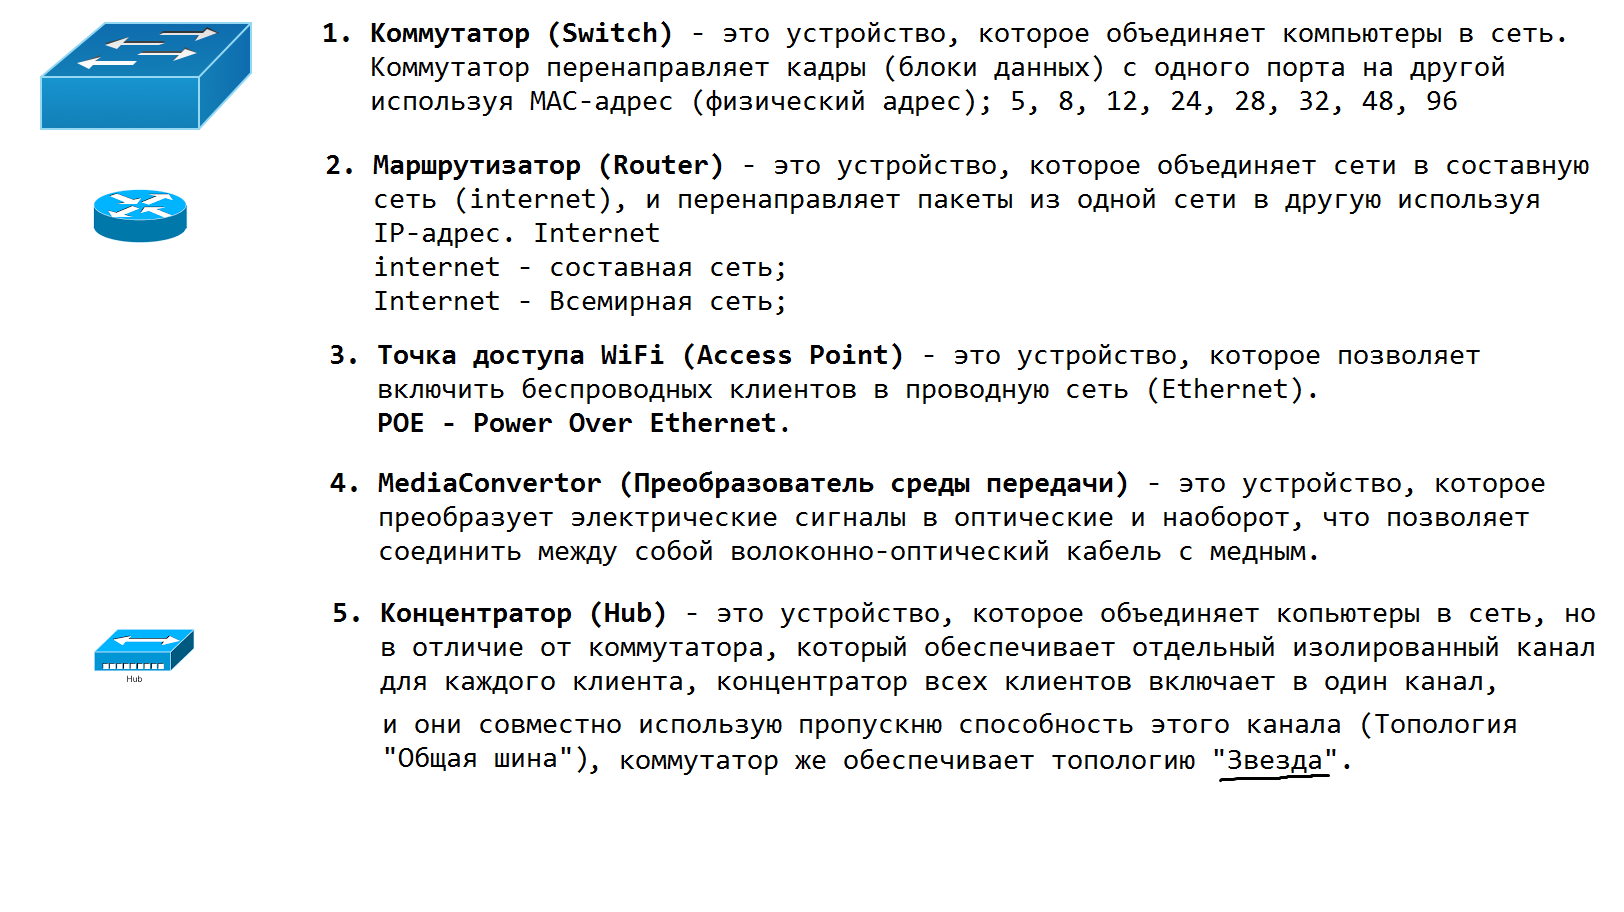 1. Коммутатор (Switch) - это устройство, которое объединяет компьютеры в сеть.
Коммутатор перенаправляет кадры (блоки данных) с одного порта на другой
используя MAC-адрес (физический адрес); 5, 8, 12, 24, 28, 32, 48, 96
2. Маршрутизатор (Router) - это устройство, которое объединяет сети в составную
сеть (internet), и перенаправляет пакеты из одной сети в другую используя
IP-адрес. Internet
internet - составная сеть;
Internet - Всемирная сеть;
3. Точка доступа WiFi (Access Point) - это устройство, которое позволяет
включить беспроводных клиентов в проводную сеть (Ethernet).
POE - Power Over Ethernet.
4. MediaConvertor (Преобразователь среды передачи) - это устройство, которое
преобразует электрические сигналы в оптические и наоборот, что позволяет
соединить между собой волоконно-оптический кабель с медным.
5. Концентратор (Hub) - это устройство, которое объединяет копьютеры в сеть, но
в отличие от коммутатора, который обеспечивает отдельный изолированный канал
для каждого клиента, концентратор всех клиентов включает в один канал,
Hub
и они совместно использую пропускню способность этого канала (Топология
"Общая шина"), коммутатор же обеспечивает топологию "Звезда".